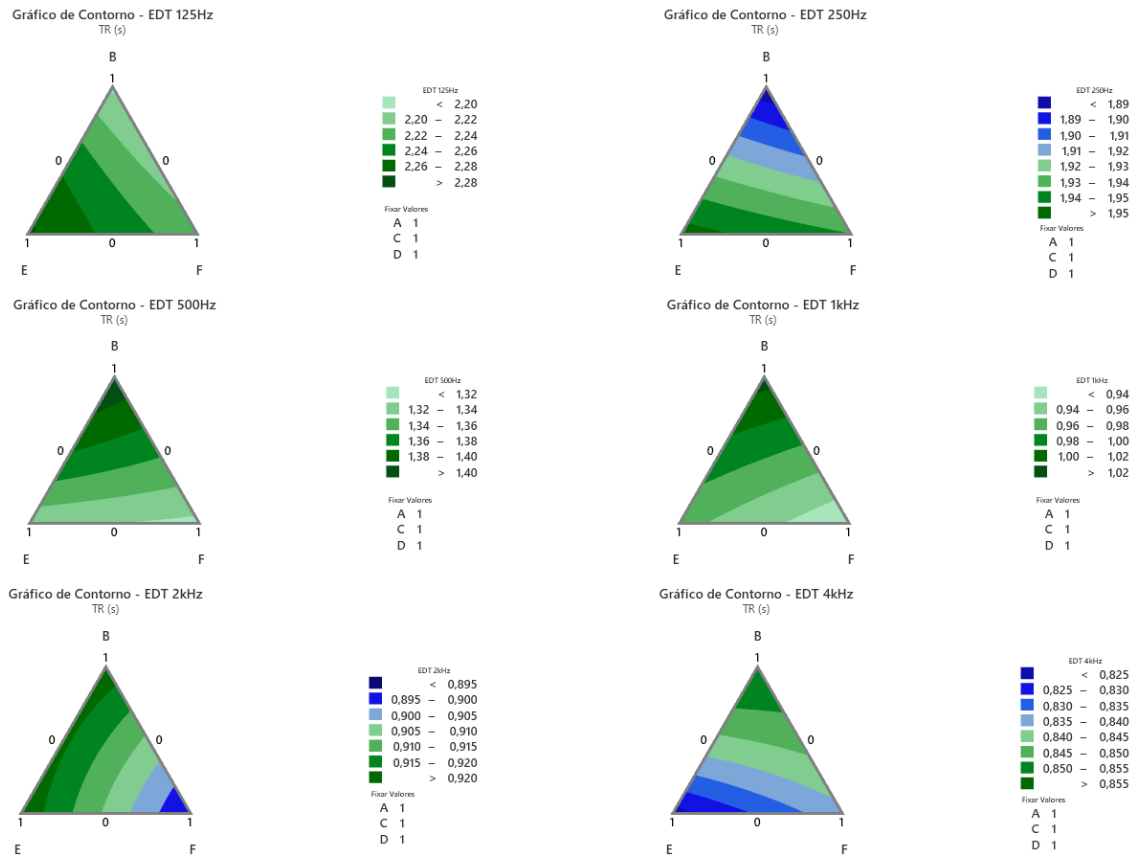 Gráfico de Contorno - EDT 125Hz
TR (s)
B
1
0 0
1 0 1
E F
EDT 125Hz
< 2,20
2,20 – 2,22
2,22 – 2,24
2,24 – 2,26
2,26 – 2,28
> 2,28
Fixar Valores
A 1
C 1
D 1
Gráfico de Contorno - EDT 250Hz
TR (s)
B
1
0 0
1 0 1
E F
EDT 250Hz
< 1,89
1,89 – 1,90
1,90 – 1,91
1,91 – 1,92
1,92 – 1,93
1,93 – 1,94
1,94 – 1,95
> 1,95
Fixar Valores
A 1
C 1
D 1
Gráfico de Contorno - EDT 500Hz
TR (s)
B
1
0 0
1 0 1
E F
EDT 500Hz
< 1,32
1,32 – 1,34
1,34 – 1,36
1,36 – 1,38
1,38 – 1,40
> 1,40
Fixar Valores
A 1
C 1
D 1
Gráfico de Contorno - EDT 1kHz
TR (s)
B
1
0 0
1 0 1
E F
EDT 1kHz
< 0,94
0,94 – 0,96
0,96 – 0,98
0,98 – 1,00
1,00 – 1,02
> 1,02
Fixar Valores
A 1
C 1
D 1
Gráfico de Contorno - EDT 2kHz
TR (s)
B
1
0 0
1 0 1
E F
EDT 2kHz
< 0,895
0,895 – 0,900
0,900 – 0,905
0,905 – 0,910
0,910 – 0,915
0,915 – 0,920
> 0,920
Fixar Valores
A 1
C 1
D 1
Gráfico de Contorno - EDT 4kHz
TR (s)
B
1
0 0
1 0 1
E F
EDT 4kHz
< 0,825
0,825 – 0,830
0,830 – 0,835
0,835 – 0,840
0,840 – 0,845
0,845 – 0,850
0,850 – 0,855
> 0,855
Fixar Valores
A 1
C 1
D 1